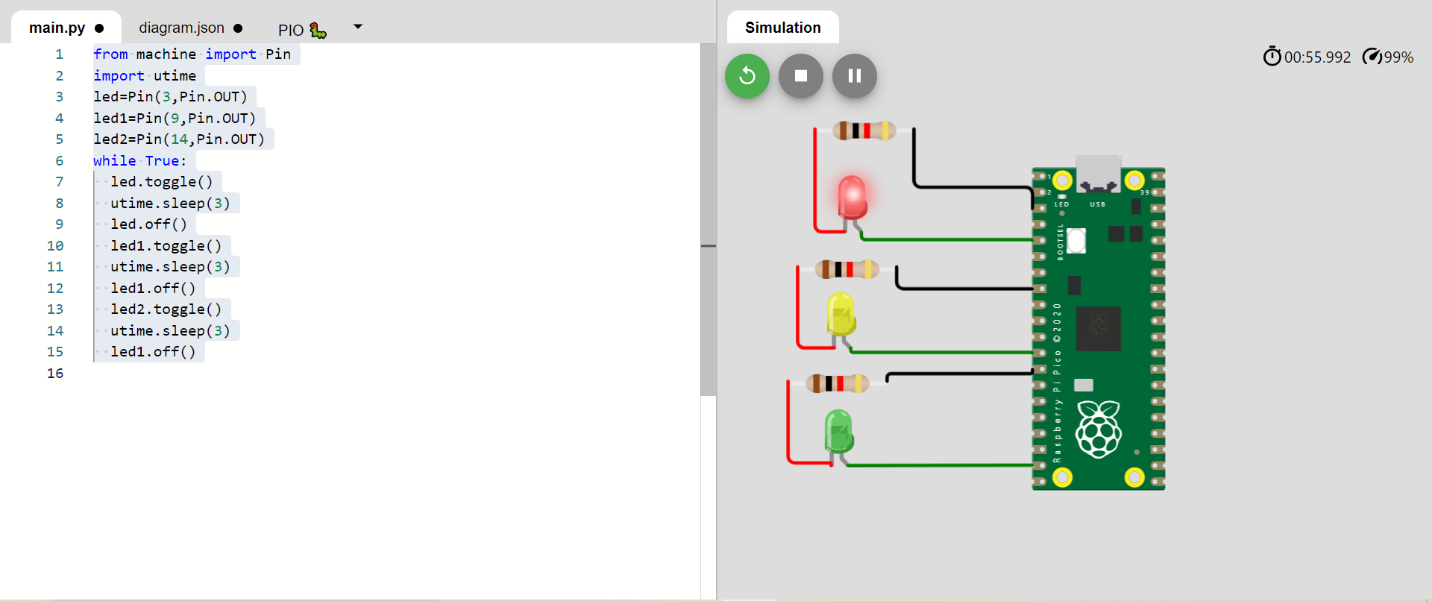 main.py ● diagram.json ● PIO
1 from machine import Pin
2 import utime
3 led=Pin(3,Pin.OUT)
4 led1=Pin(9,Pin.OUT)
5 led2=Pin(14,Pin.OUT)
6 while True:
7 led.toggle()
8 utime.sleep(3)
9 led.off()
10 led1.toggle()
11 utime.sleep(3)
12 led1.off()
13 led2.toggle()
14 utime.sleep(3)
15 led1.off()
16
Simulation
00:55.992 99%
1
2 39
LED USB
BOOTSEL
Raspberry Pi Pico ©2020